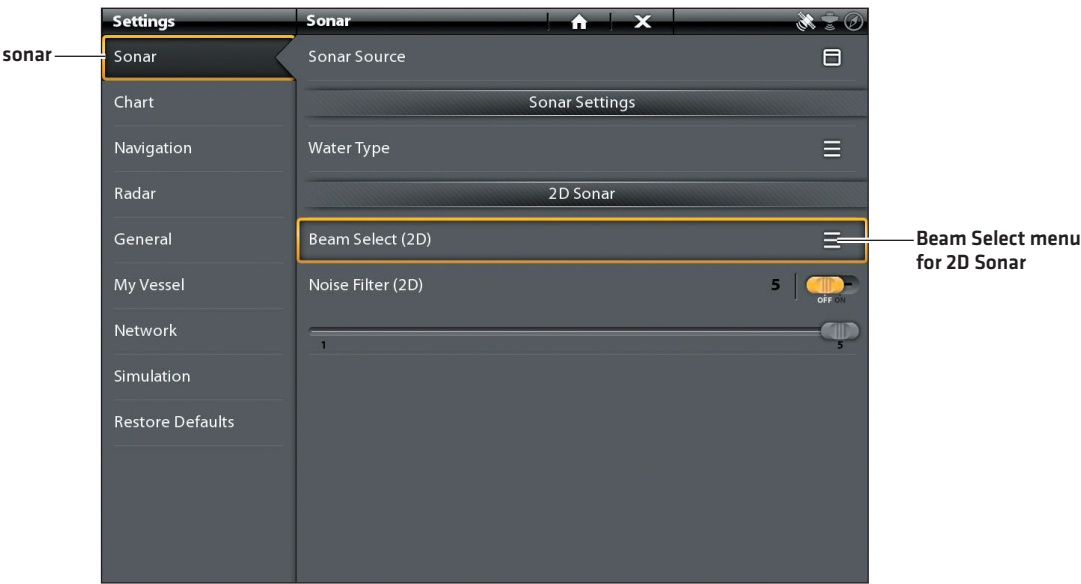 Settings
Sonar
sonar
Sonar
Sonar Source
Chart
Sonar Settings
Navigation
Water Type
Radar
2D Sonar
General
Beam Select (2D)
Beam Select menu
for 2D Sonar
My Vessel
Noise Filter (2D)
5
OFF ON
Network
1
5
Simulation
Restore Defaults